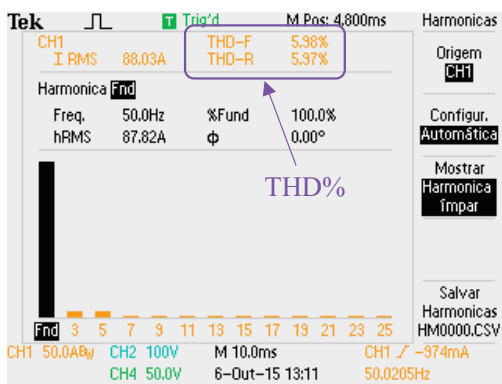 Tek T Trig'd M Pos: 4.800ms Harmonicas
CH1 THD-F 5.98%
I RMS 88.03A THD-R 5.97%
Origem
CH1
Harmonica Fnd
Freq. 50.0Hz %Fund 100.0%
hRMS 87.82A Φ 0.00°
Configur.
Automática
THD%
Mostrar
Harmonica
ímpar
Salvar
Harmonicas
HM0000.CSV
Fnd 3 5 7 9 11 13 15 17 19 21 23 25
CH1 50.0ABW CH2 100V M 10.0ms CH1 -974mA
CH4 50.0V 6-Out-15 13:11 50.0205Hz